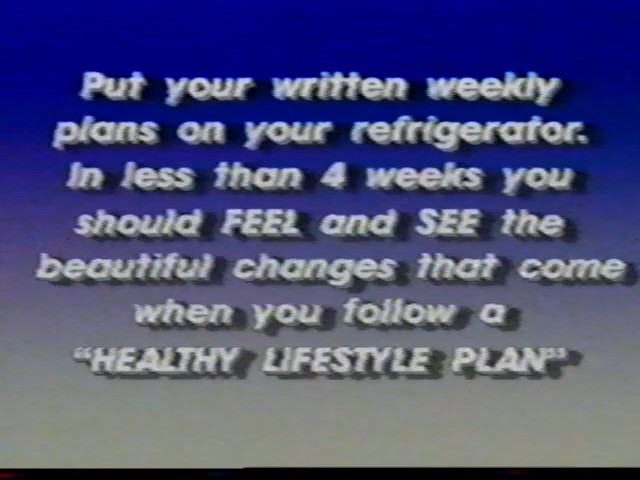 Put your written weekly
plans on your refrigerator.
In less than 4 weeks you
should FEEL and SEE the
beautiful changes that come
when you follow a
"HEALTHY LIFESTYLE PLAN"